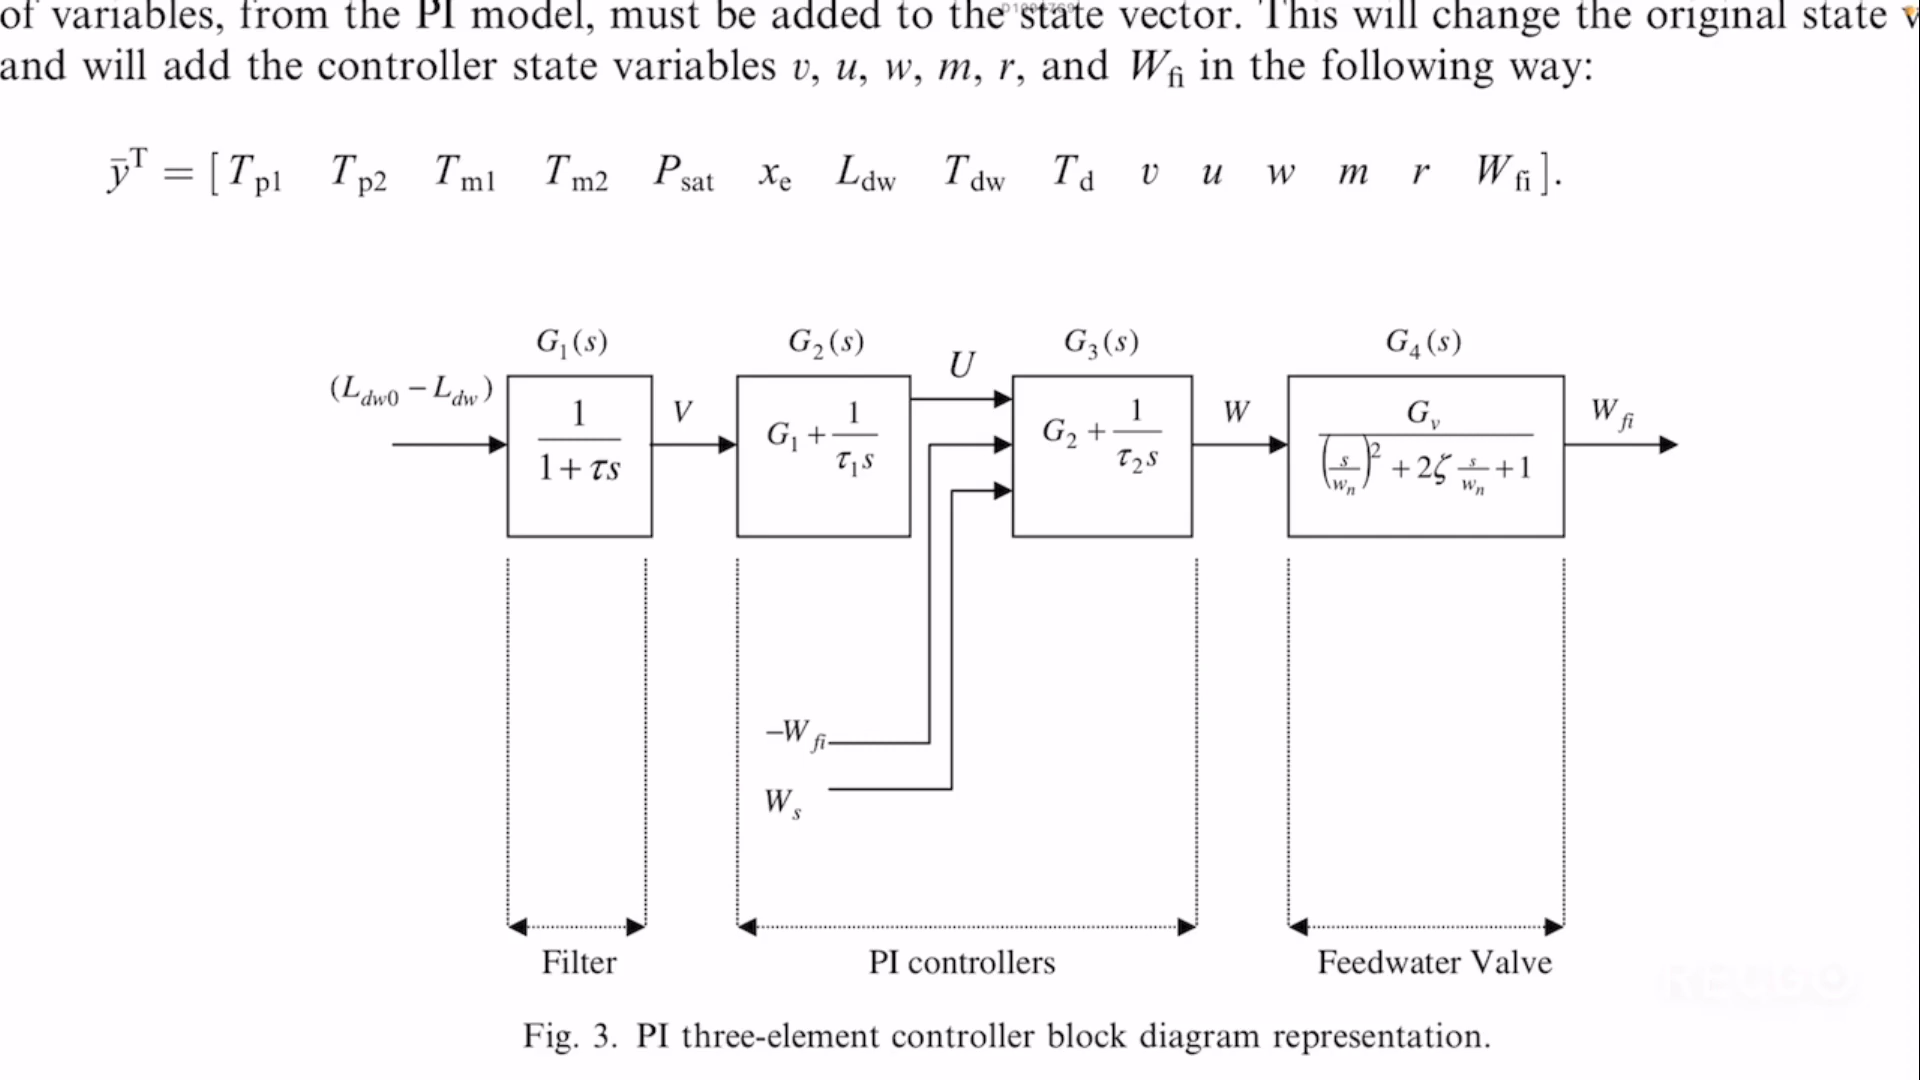 of variables, from the PI model, must be added to the state vector. This will change the original state v
and will add the controller state variables v, u, w, m, r, and W_fi in the following way:
ȳ^T = [T_p1 T_p2 T_m1 T_m2 P_sat x_e L_dw T_dw T_d v u w m r W_fi].
G_1(s) G_2(s) G_3(s) G_4(s)
(L_dw0 − L_dw) V U W W_fi
1/(1+τs) G_1 + 1/(τ_1 s) G_2 + 1/(τ_2 s) G_v/((s/w_n)^2 + 2ζ s/w_n + 1)
−W_fi
W_s
Filter PI controllers Feedwater Valve
Fig. 3. PI three-element controller block diagram representation.